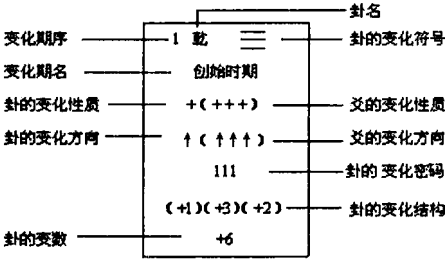 卦名
变化期序 1 乾 ☰ 卦的变化符号
变化期名 创始时期
卦的变化性质 +(+++) 爻的变化性质
卦的变化方向 ↑(↑↑↑) 爻的变化方向
111 卦的变化密码
(+1)(+3)(+2) 卦的变化结构
卦的变数 +6